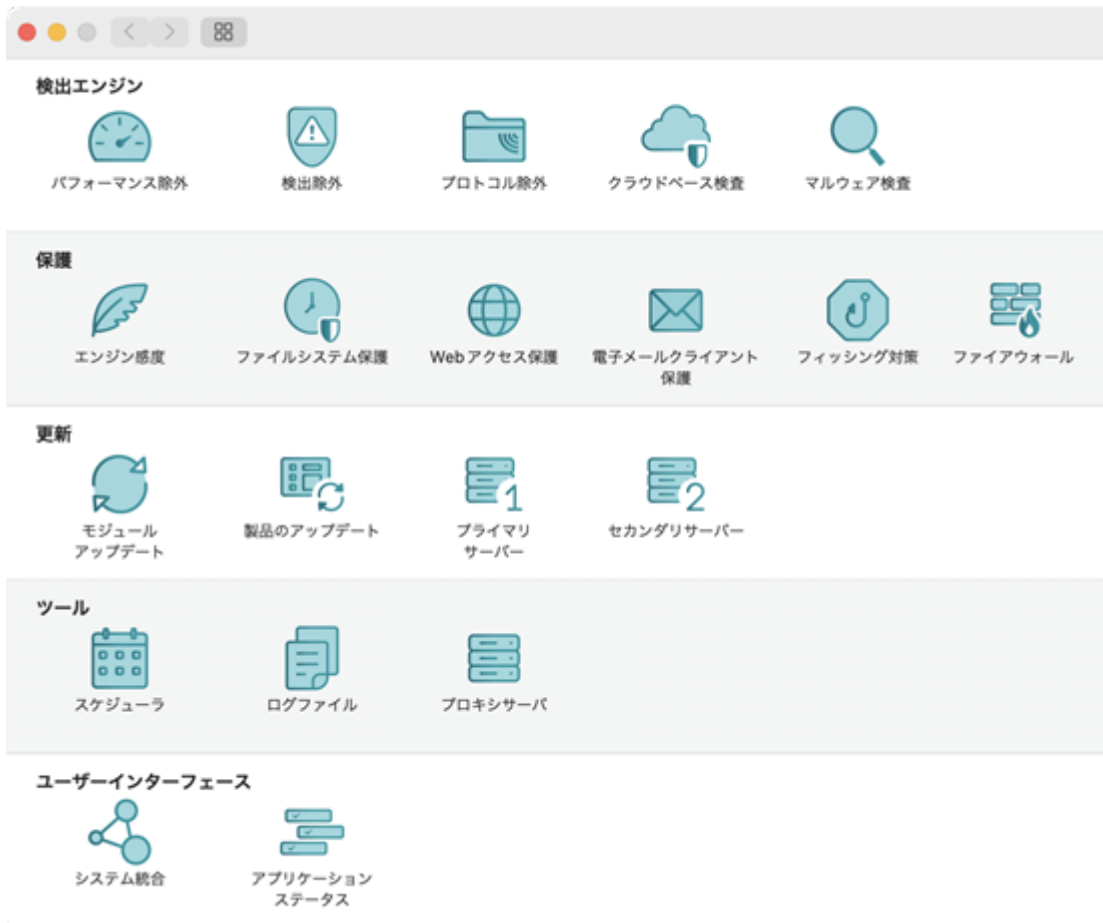 検出エンジン
パフォーマンス除外
検出除外
プロトコル除外
クラウドベース検査
マルウェア検査
保護
エンジン感度
ファイルシステム保護
Webアクセス保護
電子メールクライアント
保護
フィッシング対策
ファイアウォール
更新
モジュール
アップデート
製品のアップデート
プライマリ
サーバー
セカンダリサーバー
1
2
ツール
スケジューラ
ログファイル
プロキシサーバ
ユーザーインターフェース
システム統合
アプリケーション
ステータス